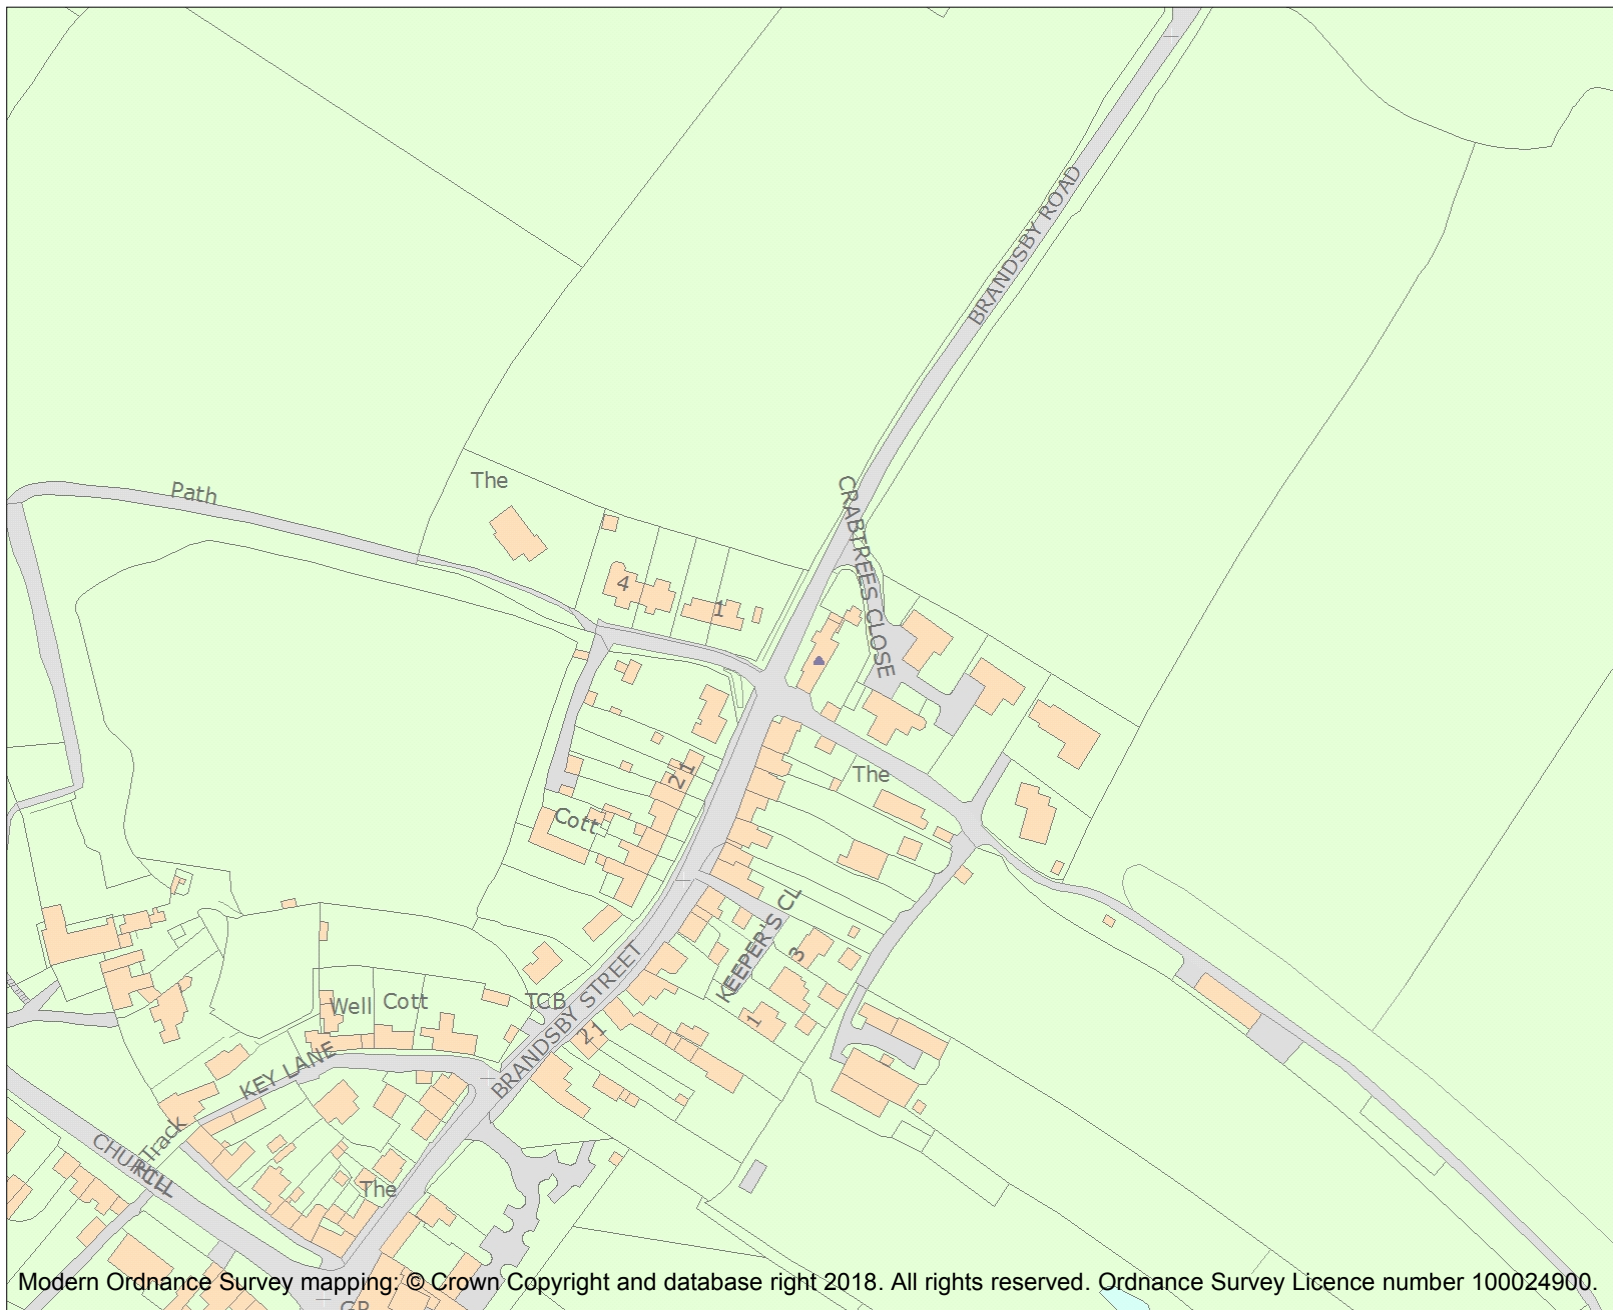 BRANDSBY ROAD
The
CRABTREES CLOSE
Path
4
1
21
The
Cott
KEEPER'S CL
3
BRANDSBY STREET
TCB
Well
Cott
1
21
KEY LANE
Track
CHURCH
HILL
The
Modern Ordnance Survey mapping: © Crown Copyright and database right 2018. All rights reserved. Ordnance Survey Licence number 100024900.